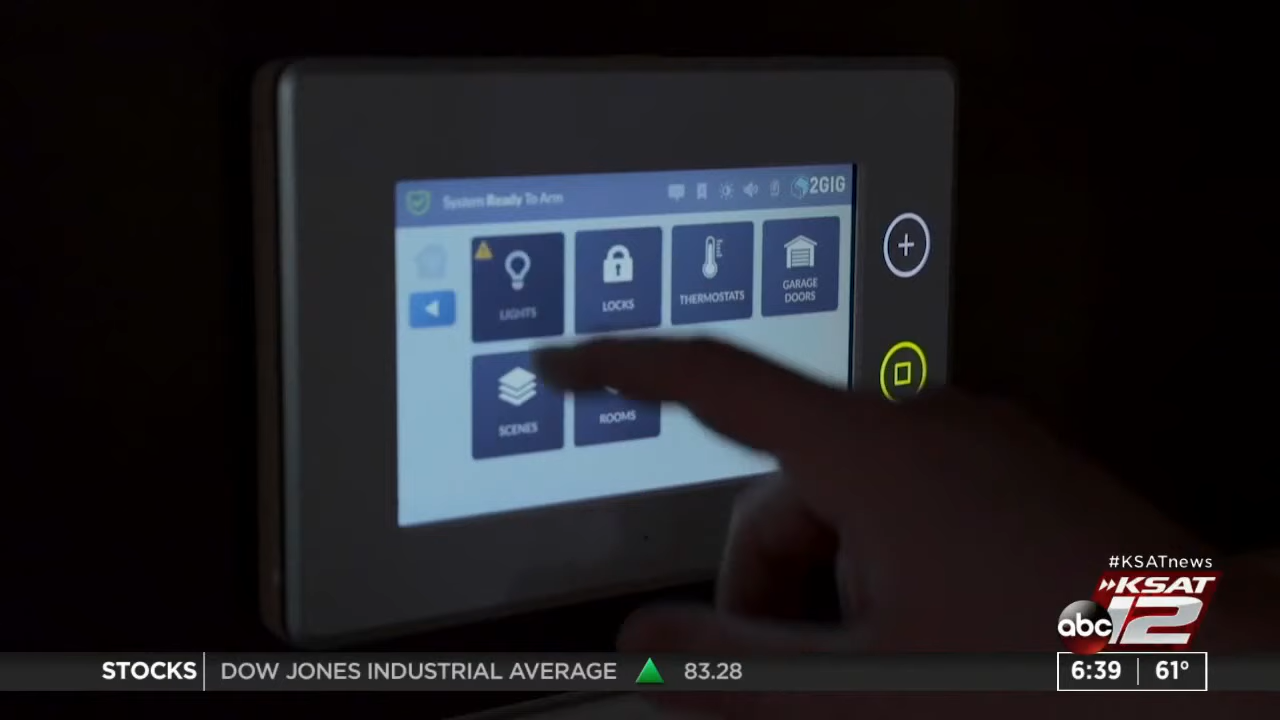 System Ready To Arm
2GIG
LIGHTS
LOCKS
THERMOSTATS
GARAGE
DOORS
SCENES
ROOMS
#KSATnews
KSAT
abc 12
STOCKS DOW JONES INDUSTRIAL AVERAGE 83.28
6:39 61°